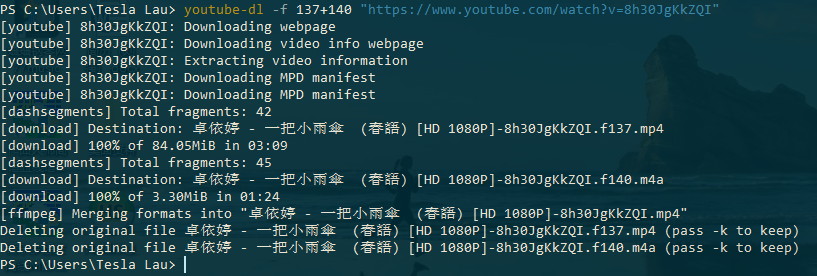 PS C:\Users\Tesla Lau> youtube-dl -f 137+140 "https://www.youtube.com/watch?v=8h30JgKkZQI"
[youtube] 8h30JgKkZQI: Downloading webpage
[youtube] 8h30JgKkZQI: Downloading video info webpage
[youtube] 8h30JgKkZQI: Extracting video information
[youtube] 8h30JgKkZQI: Downloading MPD manifest
[youtube] 8h30JgKkZQI: Downloading MPD manifest
[dashsegments] Total fragments: 42
[download] Destination: 卓依婷 - 一把小雨傘 (春語) [HD 1080P]-8h30JgKkZQI.f137.mp4
[download] 100% of 84.05MiB in 03:09
[dashsegments] Total fragments: 45
[download] Destination: 卓依婷 - 一把小雨傘 (春語) [HD 1080P]-8h30JgKkZQI.f140.m4a
[download] 100% of 3.30MiB in 01:24
[ffmpeg] Merging formats into "卓依婷 - 一把小雨傘 (春語) [HD 1080P]-8h30JgKkZQI.mp4"
Deleting original file 卓依婷 - 一把小雨傘 (春語) [HD 1080P]-8h30JgKkZQI.f137.mp4 (pass -k to keep)
Deleting original file 卓依婷 - 一把小雨傘 (春語) [HD 1080P]-8h30JgKkZQI.f140.m4a (pass -k to keep)
PS C:\Users\Tesla Lau>